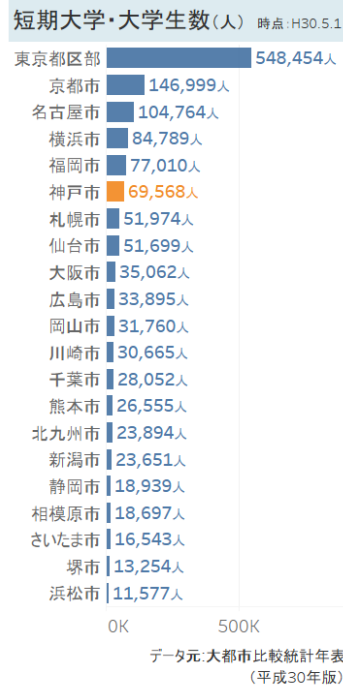 短期大学・大学生数(人) 時点:H30.5.1
東京都区部 548,454人
京都市 146,999人
名古屋市 104,764人
横浜市 84,789人
福岡市 77,010人
神戸市 69,568人
札幌市 51,974人
仙台市 51,699人
大阪市 35,062人
広島市 33,895人
岡山市 31,760人
川崎市 30,665人
千葉市 28,052人
熊本市 26,555人
北九州市 23,894人
新潟市 23,651人
静岡市 18,939人
相模原市 18,697人
さいたま市 16,543人
堺市 13,254人
浜松市 11,577人
0K 500K
データ元:大都市比較統計年表
(平成30年版)